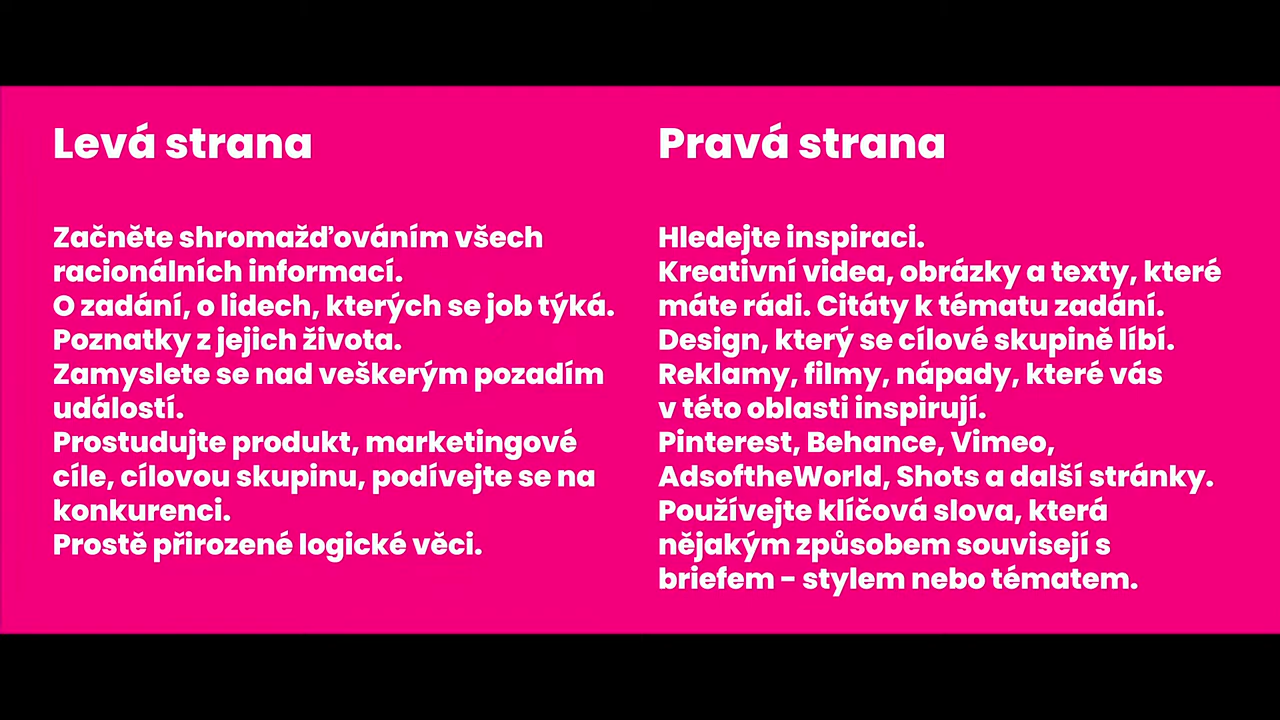 Levá strana
Začněte shromažďováním všech
racionálních informací.
O zadání, o lidech, kterých se job týká.
Poznatky z jejich života.
Zamyslete se nad veškerým pozadím
událostí.
Prostudujte produkt, marketingové
cíle, cílovou skupinu, podívejte se na
konkurenci.
Prostě přirozené logické věci.
Pravá strana
Hledejte inspiraci.
Kreativní videa, obrázky a texty, které
máte rádi. Citáty k tématu zadání.
Design, který se cílové skupině líbí.
Reklamy, filmy, nápady, které vás
v této oblasti inspirují.
Pinterest, Behance, Vimeo,
AdsoftheWorld, Shots a další stránky.
Používejte klíčová slova, která
nějakým způsobem souvisejí s
briefem - stylem nebo tématem.